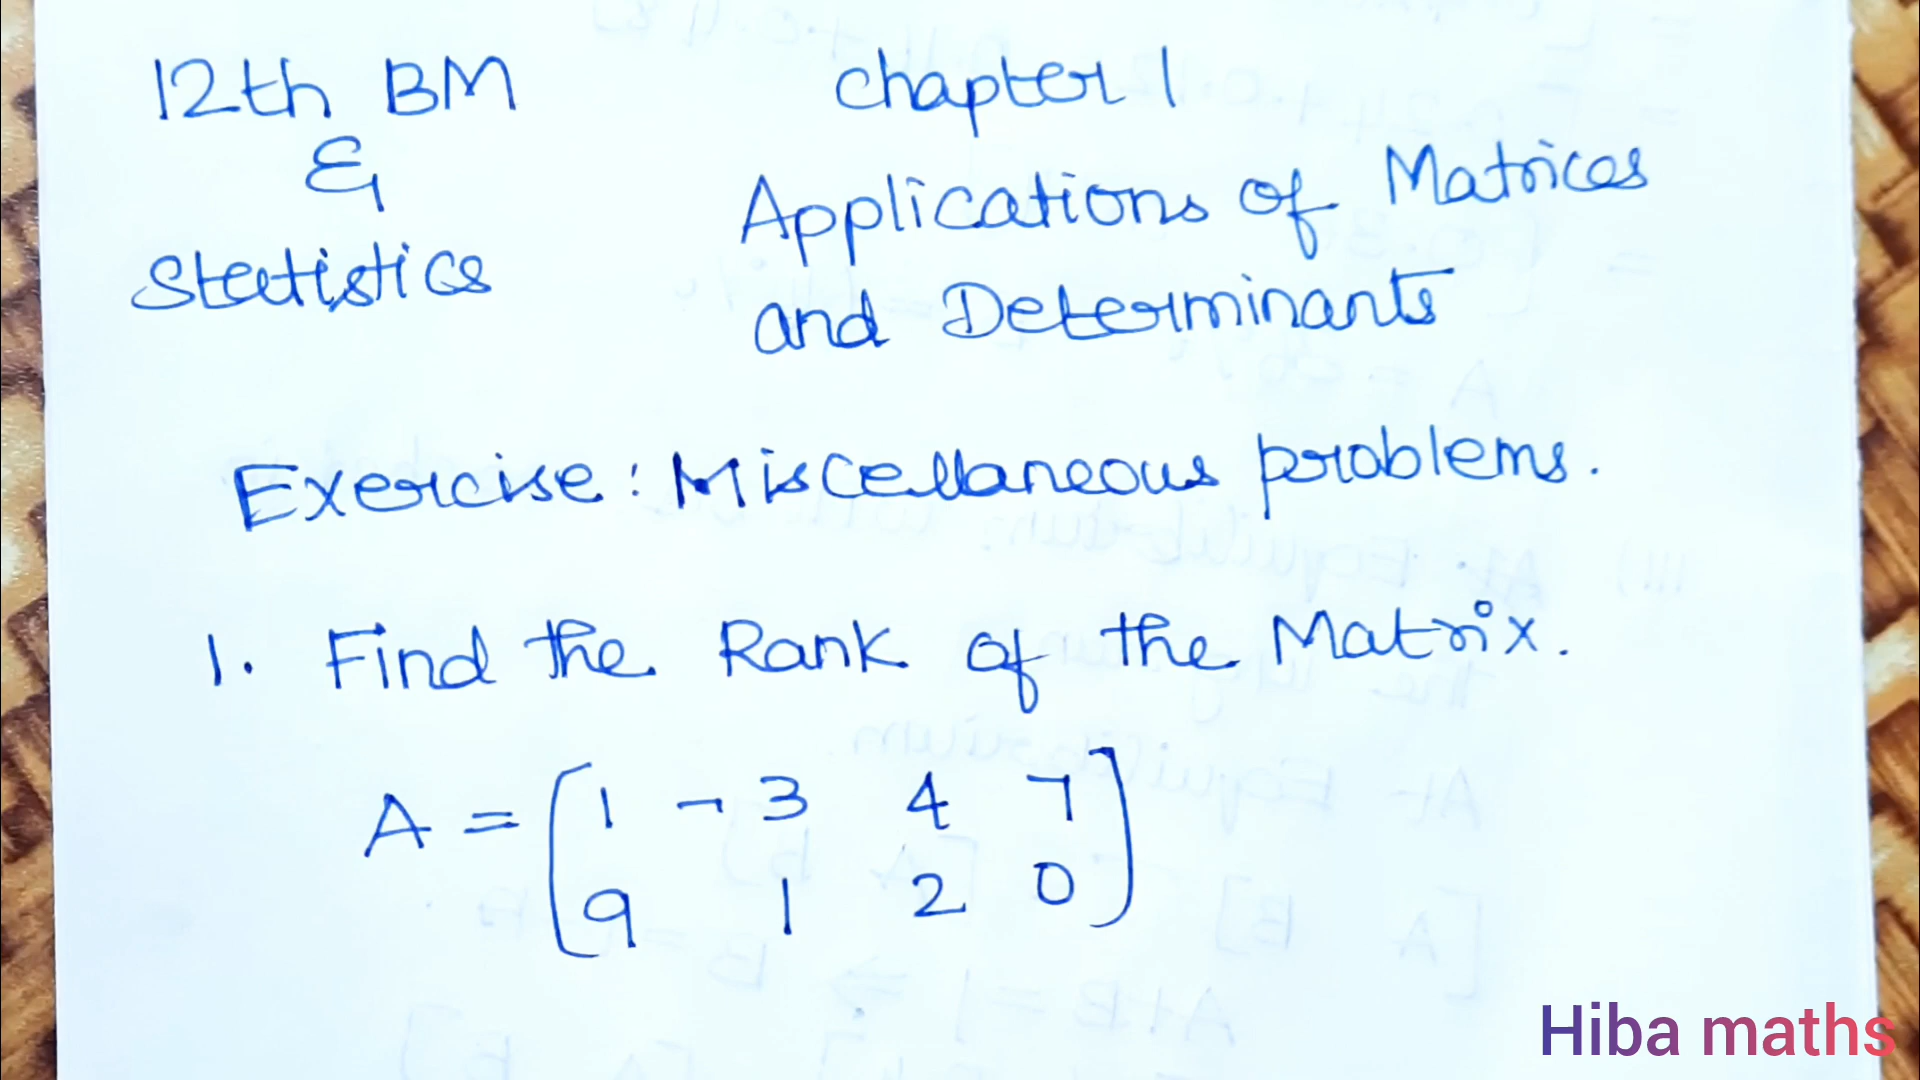 12th BM
&
Statistics
chapter 1
Applications of Matrices
and Determinants
Exercise: Miscellaneous problems.
1. Find the Rank of the Matrix.
A = [ 1 -3 4 7
9 1 2 0 ]
Hiba maths